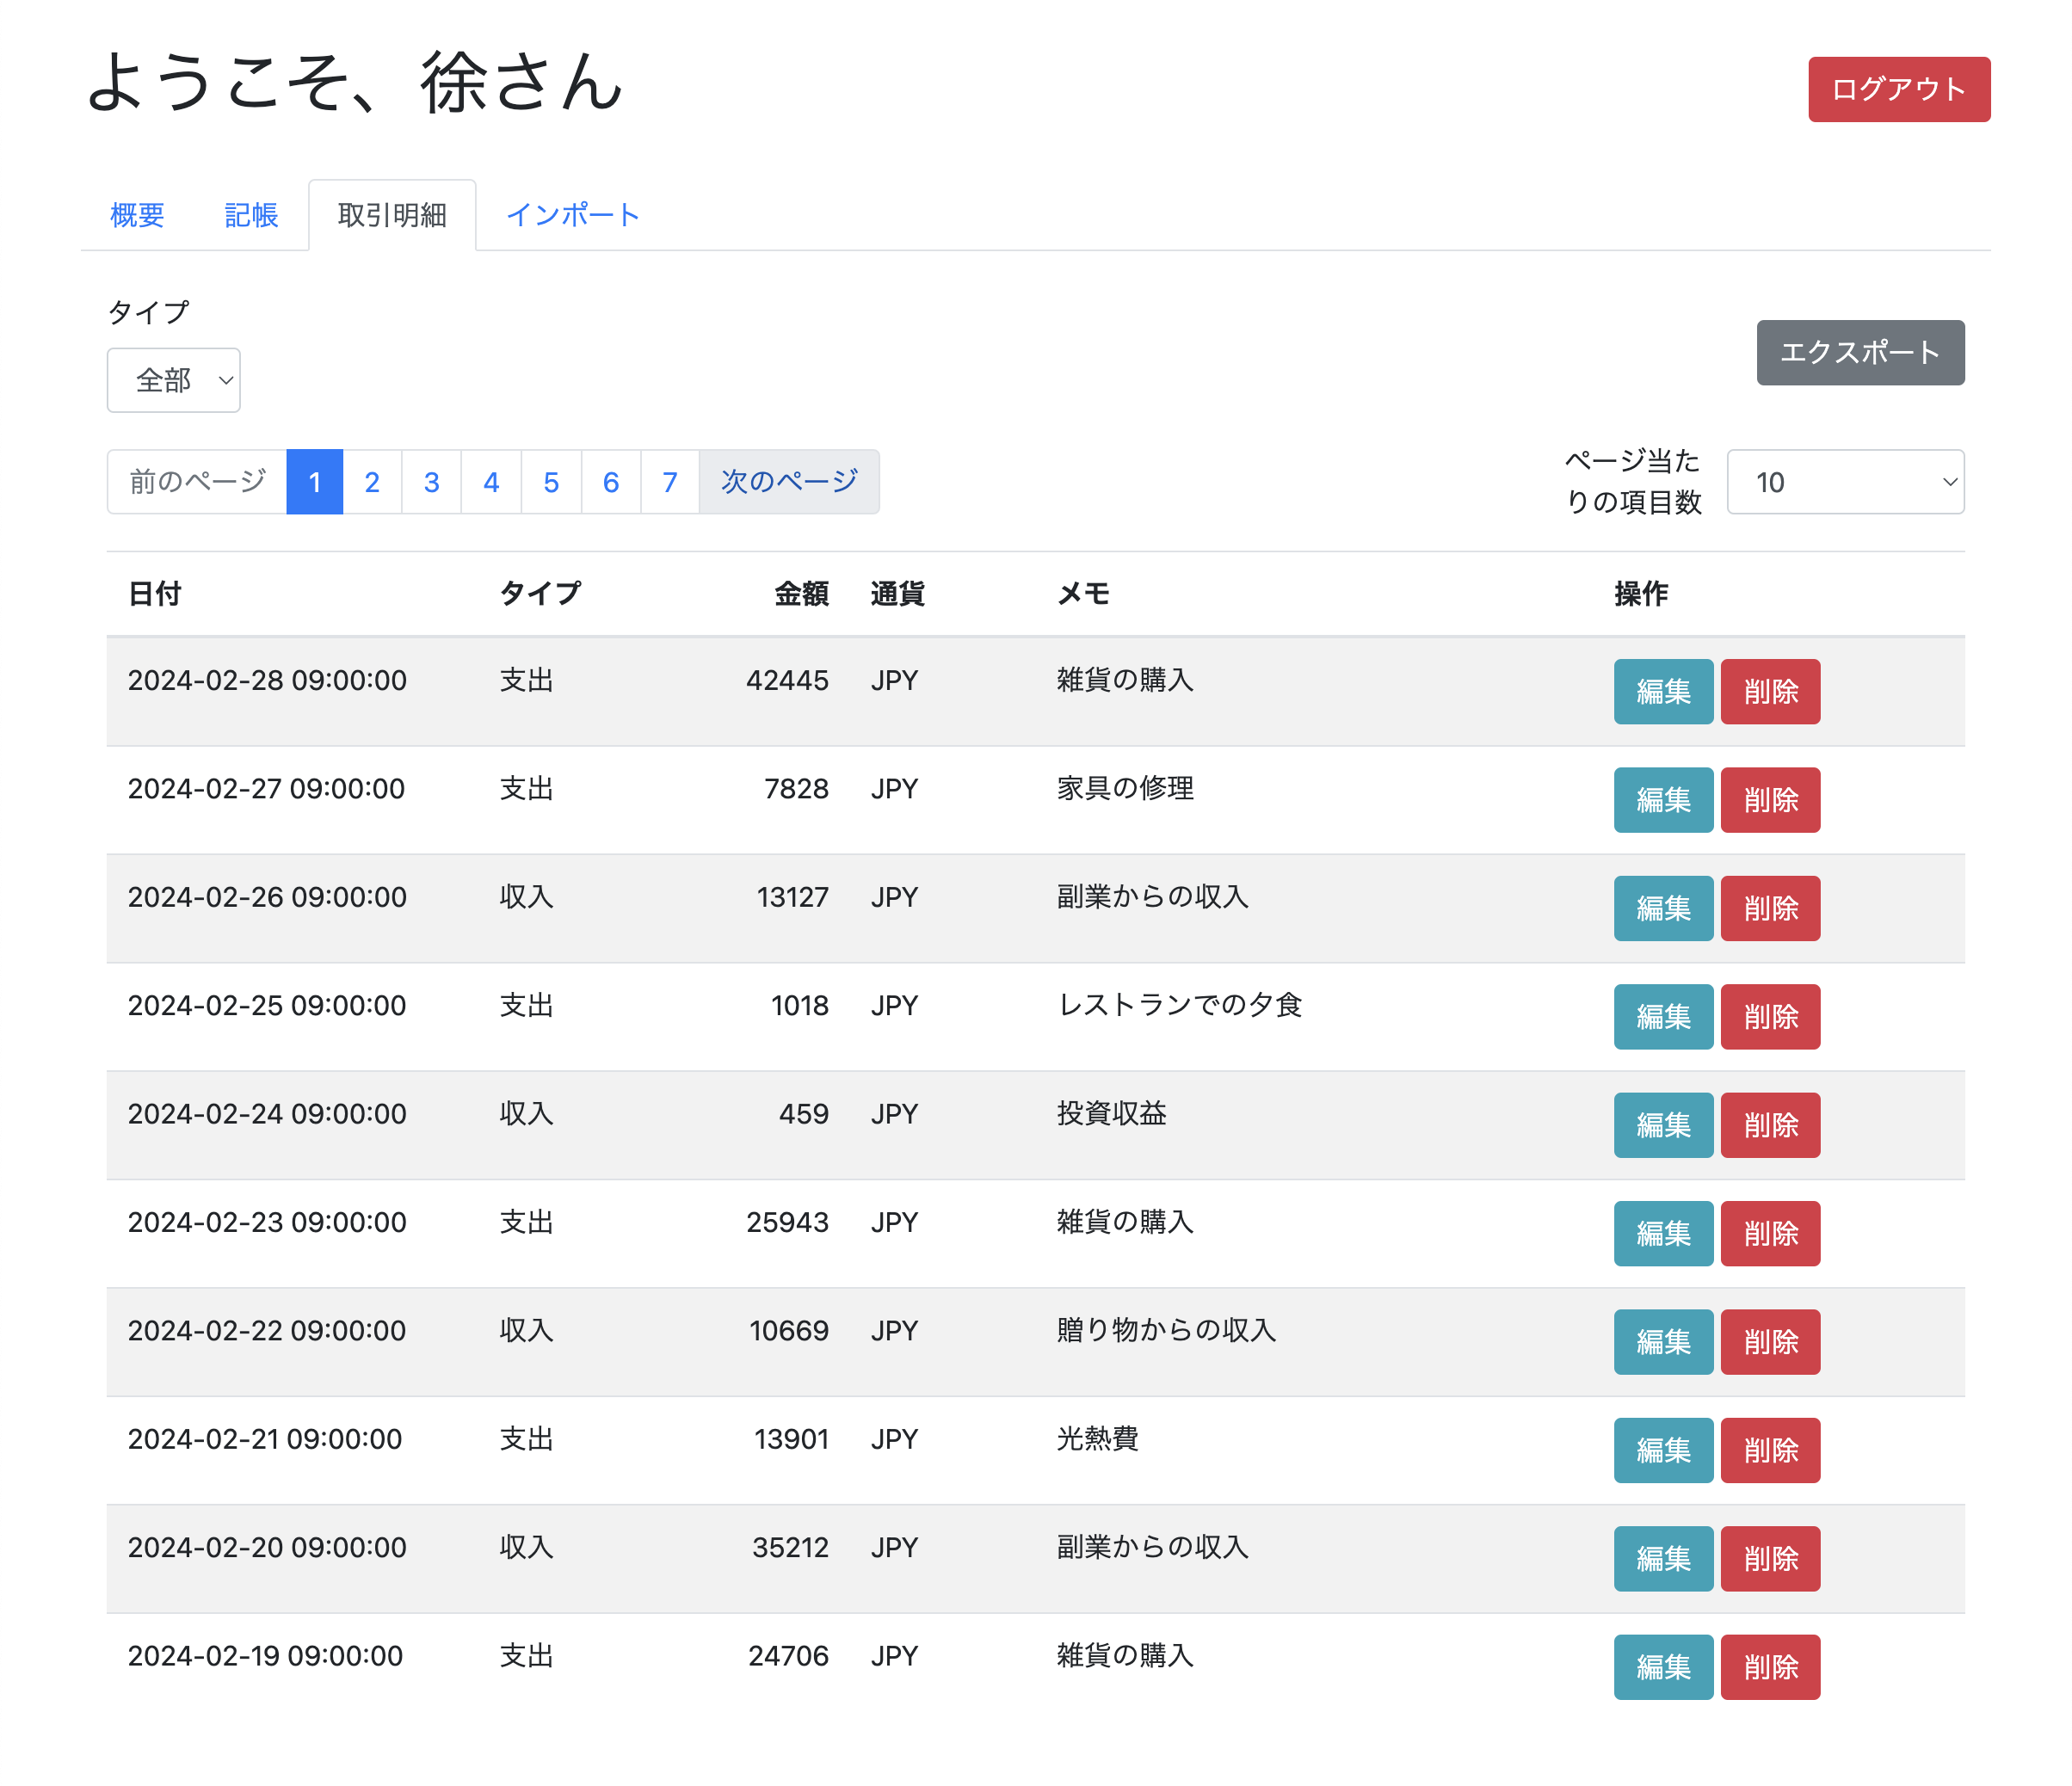 ようこそ、徐さん
ログアウト
概要 記帳 取引明細 インポート
タイプ
全部
エクスポート
前のページ 1 2 3 4 5 6 7 次のページ
ページ当た
りの項目数
10
日付 タイプ 金額 通貨 メモ 操作
2024-02-28 09:00:00 支出 42445 JPY 雑貨の購入 編集 削除
2024-02-27 09:00:00 支出 7828 JPY 家具の修理 編集 削除
2024-02-26 09:00:00 収入 13127 JPY 副業からの収入 編集 削除
2024-02-25 09:00:00 支出 1018 JPY レストランでの夕食 編集 削除
2024-02-24 09:00:00 収入 459 JPY 投資収益 編集 削除
2024-02-23 09:00:00 支出 25943 JPY 雑貨の購入 編集 削除
2024-02-22 09:00:00 収入 10669 JPY 贈り物からの収入 編集 削除
2024-02-21 09:00:00 支出 13901 JPY 光熱費 編集 削除
2024-02-20 09:00:00 収入 35212 JPY 副業からの収入 編集 削除
2024-02-19 09:00:00 支出 24706 JPY 雑貨の購入 編集 削除